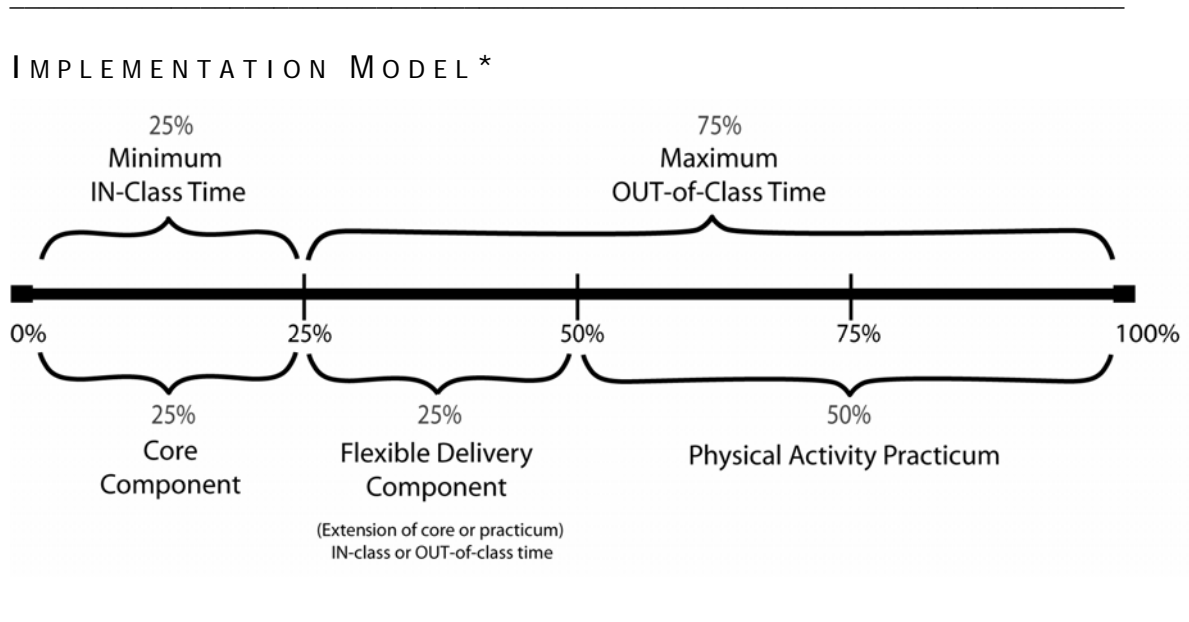 IMPLEMENTATION MODEL*
25%
Minimum
IN-Class Time
75%
Maximum
OUT-of-Class Time
0%
25%
50%
75%
100%
25%
Core
Component
25%
Flexible Delivery
Component
(Extension of core or practicum)
IN-class or OUT-of-class time
50%
Physical Activity Practicum